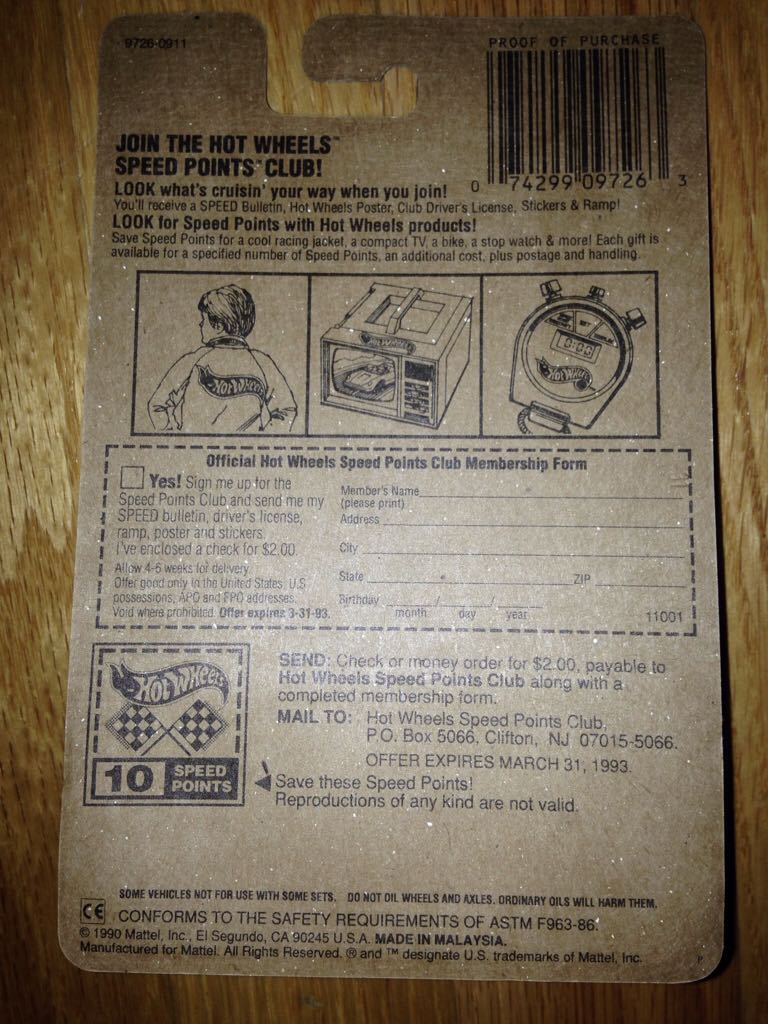 9726-0911
PROOF OF PURCHASE
0 74299 09726 3
JOIN THE HOT WHEELS™
SPEED POINTS™ CLUB!
LOOK what's cruisin' your way when you join!
You'll receive a SPEED Bulletin, Hot Wheels Poster, Club Driver's License, Stickers & Ramp!
LOOK for Speed Points with Hot Wheels products!
Save Speed Points for a cool racing jacket, a compact TV, a bike, a stop watch & more! Each gift is
available for a specified number of Speed Points, an additional cost, plus postage and handling.
HOT WHEELS
HOT WHEELS
0:00
HOT WHEELS
Official Hot Wheels Speed Points Club Membership Form
Yes! Sign me up for the
Speed Points Club and send me my
SPEED bulletin, driver's license,
ramp, poster and stickers.
I've enclosed a check for $2.00.
Allow 4-6 weeks for delivery.
Offer good only in the United States, U.S.
possessions, APO and FPO addresses.
Void where prohibited. Offer expires 3-31-93.
Member's Name
(please print)
Address
City
State ZIP
Birthday / /
month day year
11001
HOT WHEELS
10 SPEED
POINTS
SEND: Check or money order for $2.00, payable to
Hot Wheels Speed Points Club along with a
completed membership form.
MAIL TO: Hot Wheels Speed Points Club,
P.O. Box 5066, Clifton, NJ 07015-5066.
OFFER EXPIRES MARCH 31, 1993.
Save these Speed Points!
Reproductions of any kind are not valid.
SOME VEHICLES NOT FOR USE WITH SOME SETS. DO NOT OIL WHEELS AND AXLES. ORDINARY OILS WILL HARM THEM.
CE CONFORMS TO THE SAFETY REQUIREMENTS OF ASTM F963-86.
© 1990 Mattel, Inc., El Segundo, CA 90245 U.S.A. MADE IN MALAYSIA.
Manufactured for Mattel. All Rights Reserved. ® and ™ designate U.S. trademarks of Mattel, Inc.
P